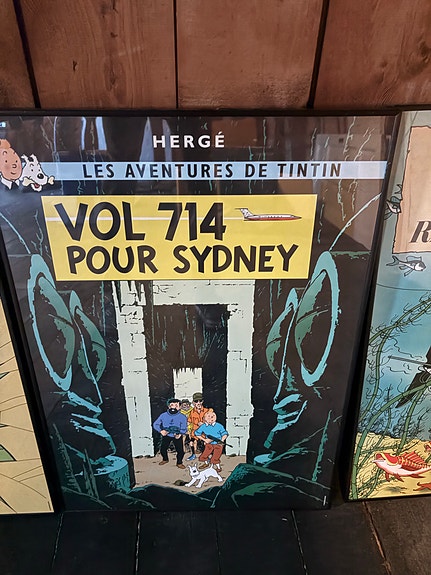 HERGÉ
LES AVENTURES DE TINTIN
VOL 714
POUR SYDNEY
R